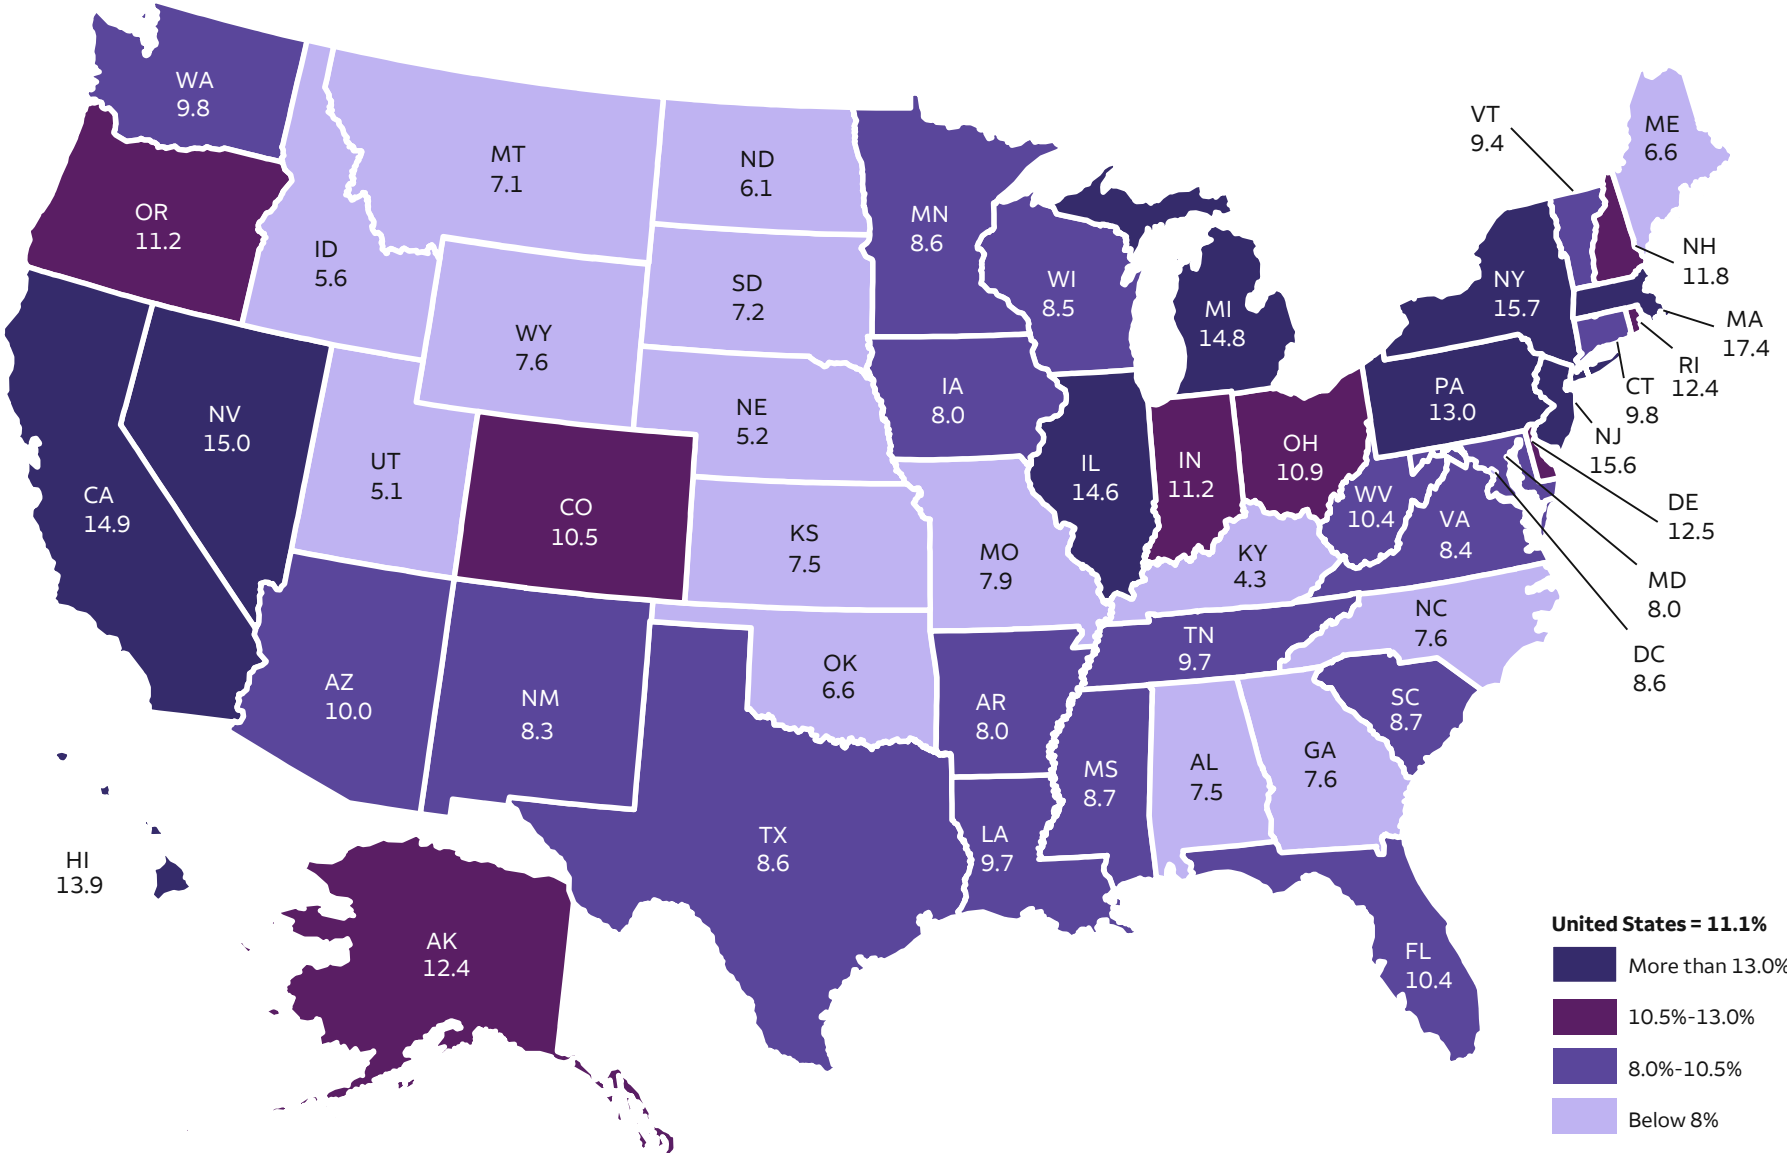 WA
9.8
OR
11.2
CA
14.9
NV
15.0
ID
5.6
MT
7.1
WY
7.6
UT
5.1
CO
10.5
AZ
10.0
NM
8.3
ND
6.1
SD
7.2
NE
5.2
KS
7.5
OK
6.6
TX
8.6
MN
8.6
IA
8.0
MO
7.9
AR
8.0
LA
9.7
WI
8.5
IL
14.6
MI
14.8
IN
11.2
OH
10.9
KY
4.3
TN
9.7
MS
8.7
AL
7.5
GA
7.6
FL
10.4
SC
8.7
NC
7.6
VA
8.4
WV
10.4
PA
13.0
NY
15.7
VT
9.4
ME
6.6
NH
11.8
MA
17.4
RI
12.4
CT
9.8
NJ
15.6
DE
12.5
MD
8.0
DC
8.6
HI
13.9
AK
12.4
United States = 11.1%
More than 13.0%
10.5%-13.0%
8.0%-10.5%
Below 8%